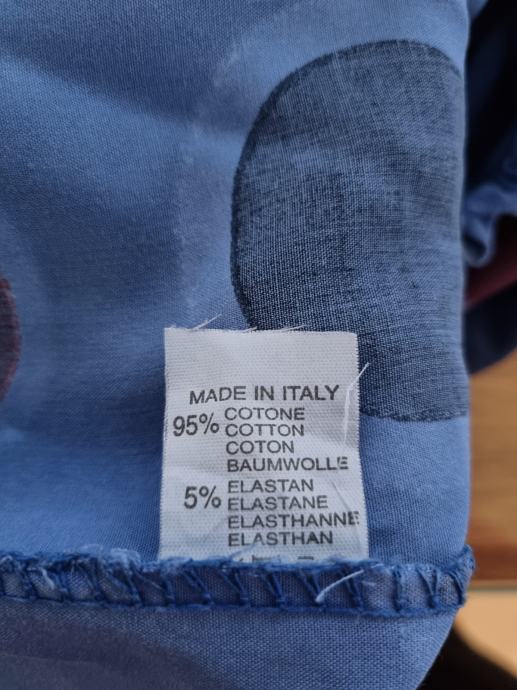 MADE IN ITALY
95% COTONE
COTTON
COTON
BAUMWOLLE
5% ELASTAN
ELASTANE
ELASTHANNE
ELASTHAN